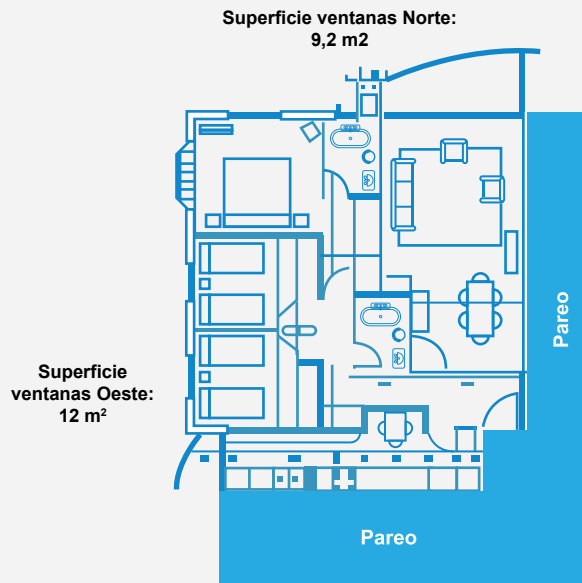 Superficie ventanas Norte:
9,2 m2
Pareo
Superficie
ventanas Oeste:
12 m²
Pareo